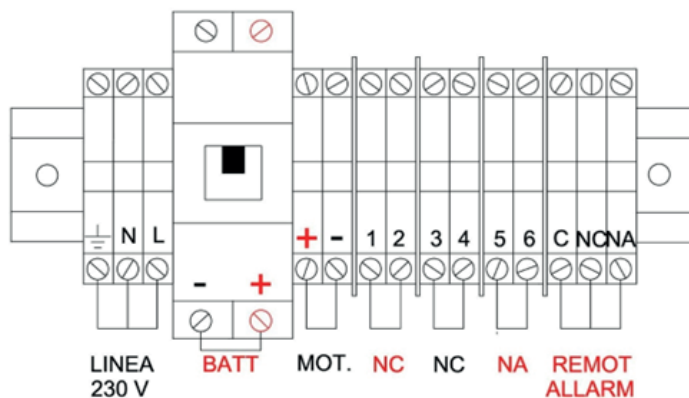 N L + - 1 2 3 4 5 6 C NC NA
- +
LINEA 230 V
BATT
MOT.
NC
NC
NA
REMOT ALLARM